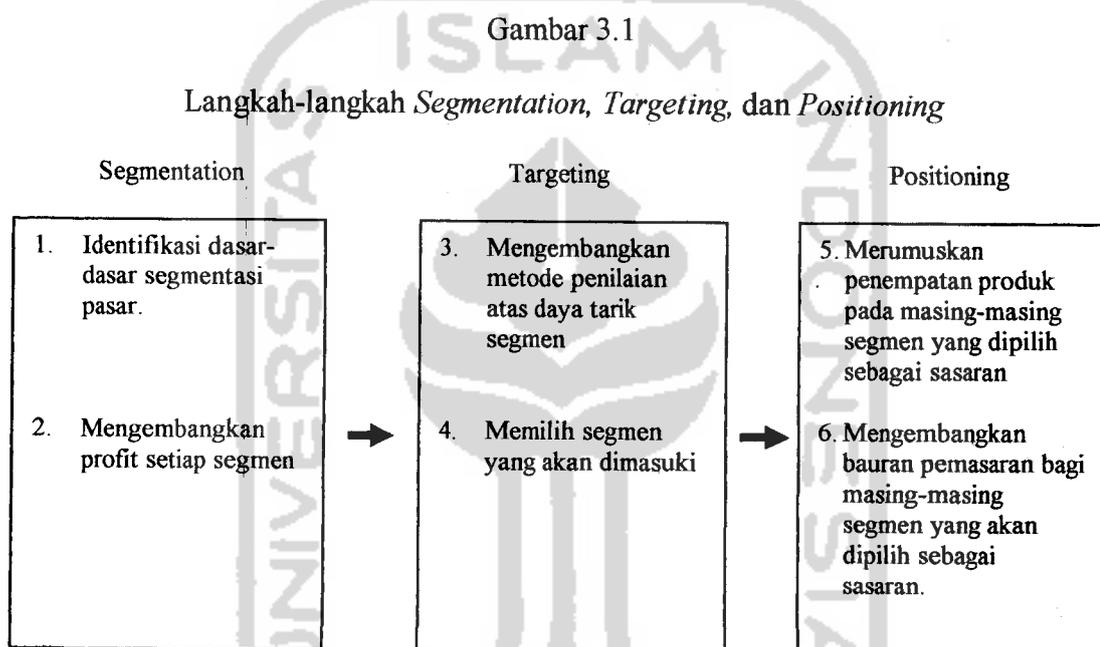 Gambar 3.1
Langkah-langkah Segmentation, Targeting, dan Positioning
Segmentation
1. Identifikasi dasar-
dasar segmentasi
pasar.
2. Mengembangkan
profit setiap segmen
Targeting
3. Mengembangkan
metode penilaian
atas daya tarik
segmen
4. Memilih segmen
yang akan dimasuki
Positioning
5. Merumuskan
penempatan produk
pada masing-masing
segmen yang dipilih
sebagai sasaran
6. Mengembangkan
bauran pemasaran bagi
masing-masing
segmen yang akan
dipilih sebagai
sasaran.
UNIVERSITAS
ISLAM
INDONESIA